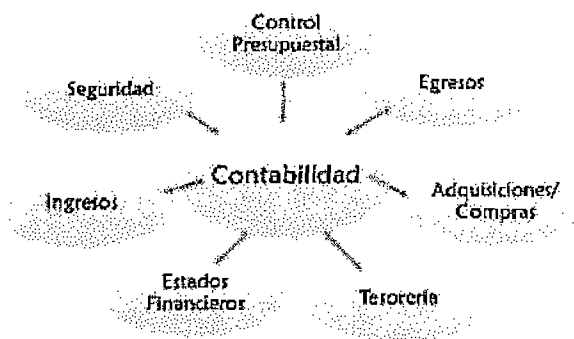 Control
Presupuestal
Seguridad
Egresos
Contabilidad
Ingresos
Adquisiciones/
Compras
Estados
Financieros
Tesorería